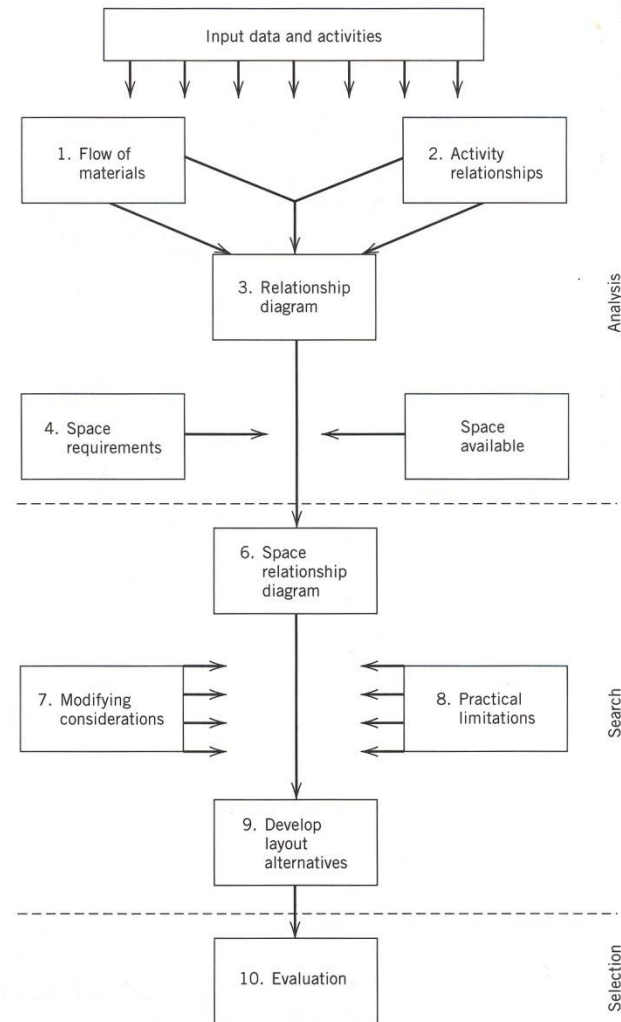 Input data and activities
1. Flow of
materials
2. Activity
relationships
3. Relationship
diagram
Analysis
4. Space
requirements
Space
available
6. Space
relationship
diagram
7. Modifying
considerations
8. Practical
limitations
Search
9. Develop
layout
alternatives
10. Evaluation
Selection